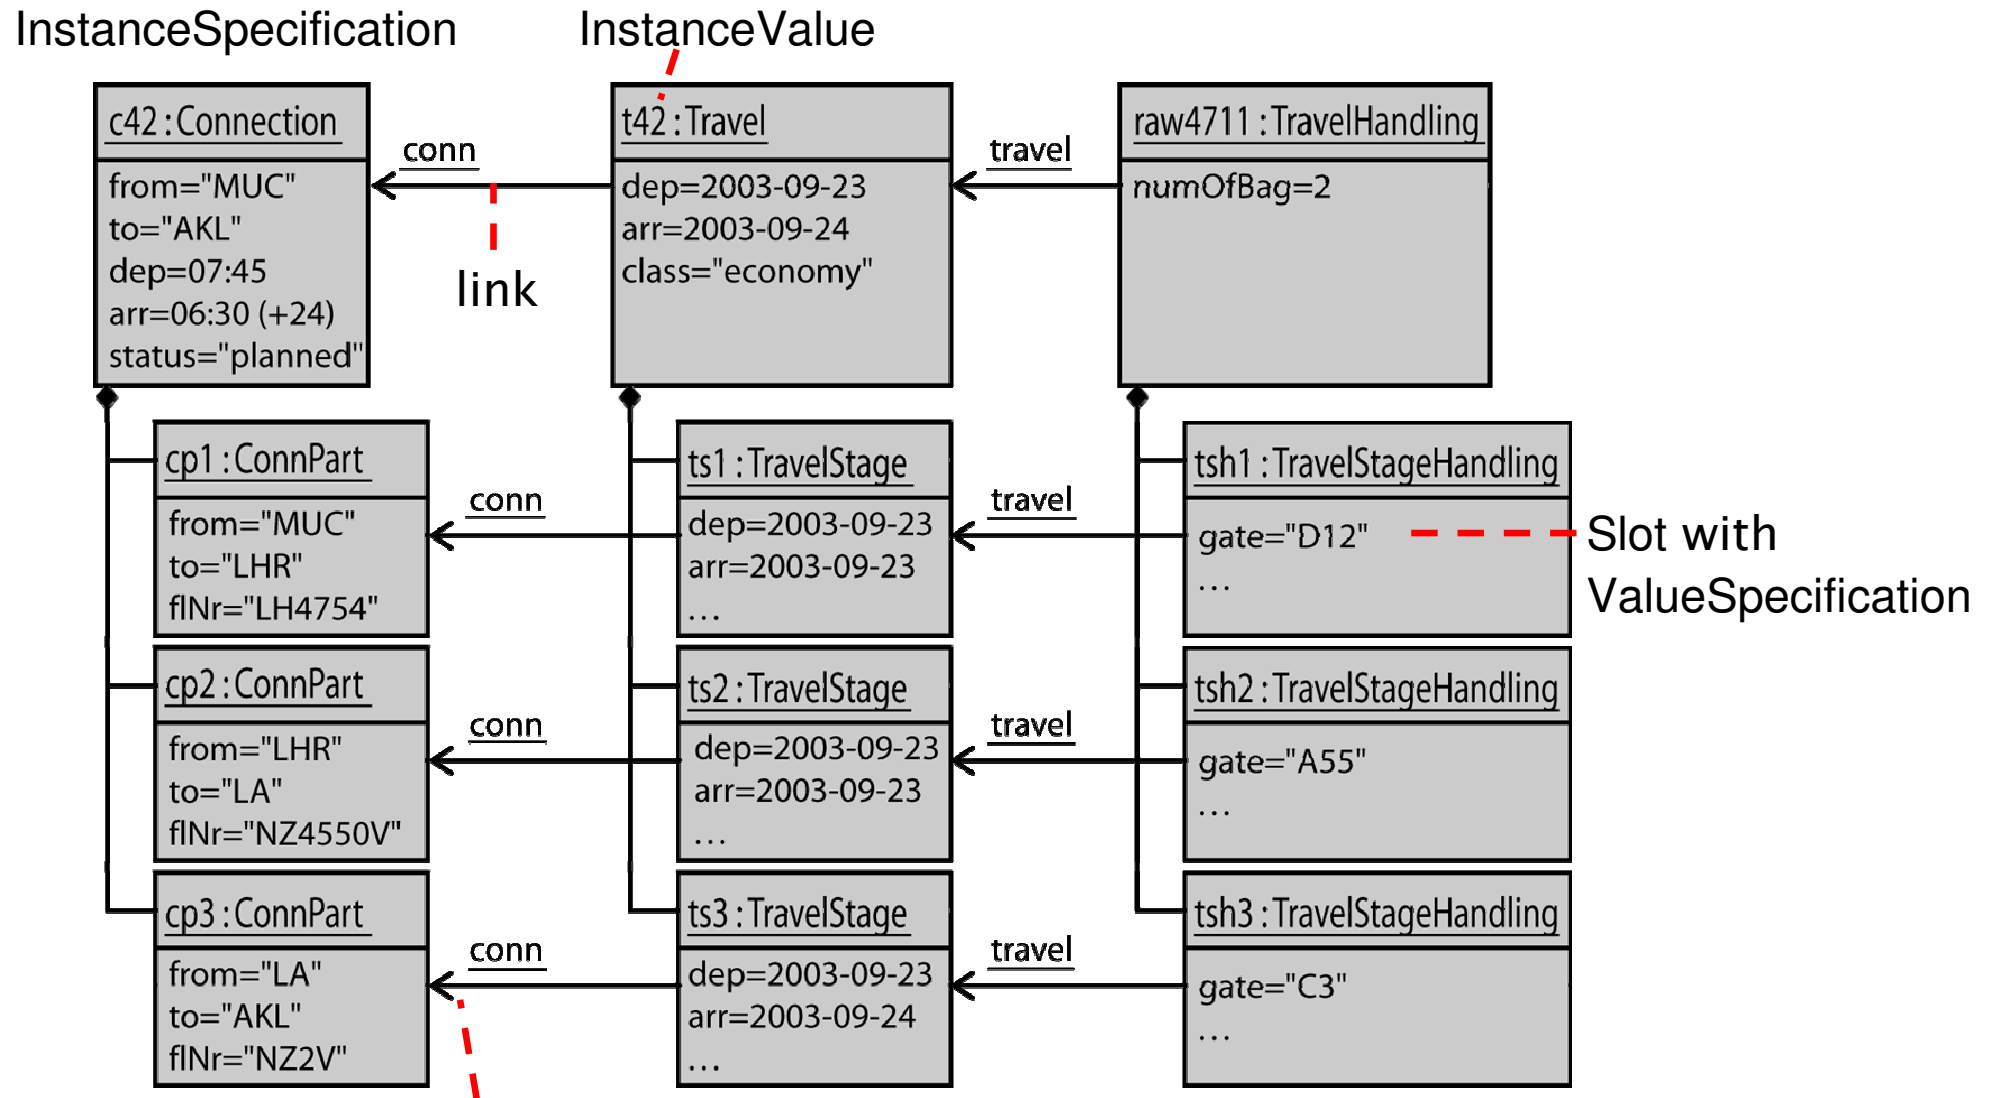 InstanceSpecification
InstanceValue
c42:Connection
from="MUC"
to="AKL"
dep=07:45
arr=06:30 (+24)
status="planned"
conn
link
t42:Travel
dep=2003-09-23
arr=2003-09-24
class="economy"
travel
raw4711:TravelHandling
numOfBag=2
cp1:ConnPart
from="MUC"
to="LHR"
flNr="LH4754"
conn
ts1:TravelStage
dep=2003-09-23
arr=2003-09-23
...
travel
tsh1:TravelStageHandling
gate="D12"
...
Slot with
ValueSpecification
cp2:ConnPart
from="LHR"
to="LA"
flNr="NZ4550V"
conn
ts2:TravelStage
dep=2003-09-23
arr=2003-09-23
...
travel
tsh2:TravelStageHandling
gate="A55"
...
cp3:ConnPart
from="LA"
to="AKL"
flNr="NZ2V"
conn
ts3:TravelStage
dep=2003-09-23
arr=2003-09-24
...
travel
tsh3:TravelStageHandling
gate="C3"
...